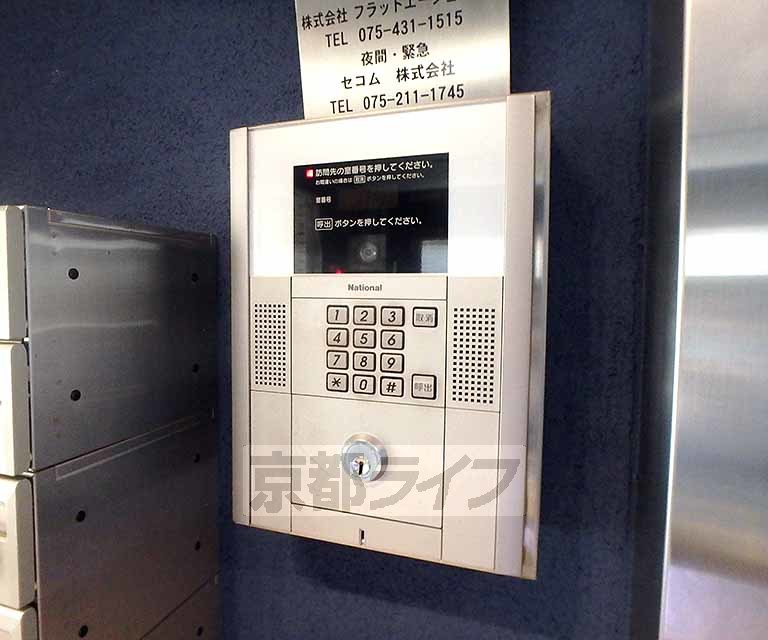 株式会社 フラットエージェ
TEL 075-431-1515
夜間・緊急
セコム 株式会社
TEL 075-211-1745
訪問先の室番号を押してください。
お間違いの場合は 取消 ボタンを押してください。
室番号
呼出 ボタンを押してください。
National
1 2 3 取消
4 5 6
7 8 9
* 0 # 呼出
京都ライフ